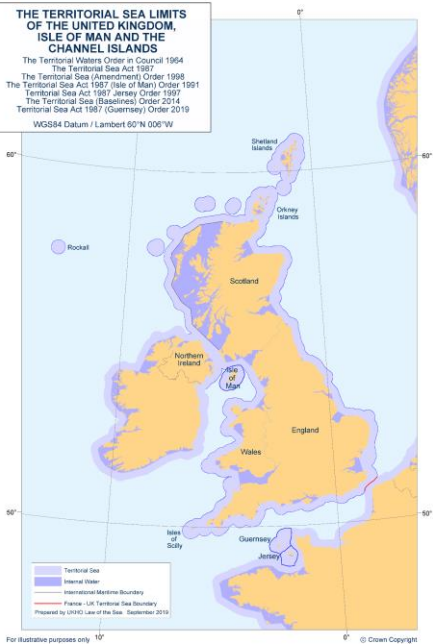 THE TERRITORIAL SEA LIMITS
OF THE UNITED KINGDOM,
ISLE OF MAN AND THE
CHANNEL ISLANDS
The Territorial Waters Order in Council 1964
The Territorial Sea Act 1987
The Territorial Sea (Amendment) Order 1998
The Territorial Sea Act 1987 (Isle of Man) Order 1991
Territorial Sea Act 1987 Jersey Order 1997
The Territorial Sea (Baselines) Order 2014
Territorial Sea Act 1987 (Guernsey) Order 2019
WGS84 Datum / Lambert 60°N 006°W
0°
Shetland
Islands
60°
60°
Orkney
Islands
Rockall
Scotland
Northern
Ireland
Isle
of
Man
England
Wales
50°
50°
Isles
of
Scilly
Guernsey
Jersey
Territorial Sea
Internal Water
International Maritime Boundary
France - UK Territorial Sea Boundary
Prepared by UKHO Law of the Sea September 2019
For illustrative purposes only
10°
0°
© Crown Copyright